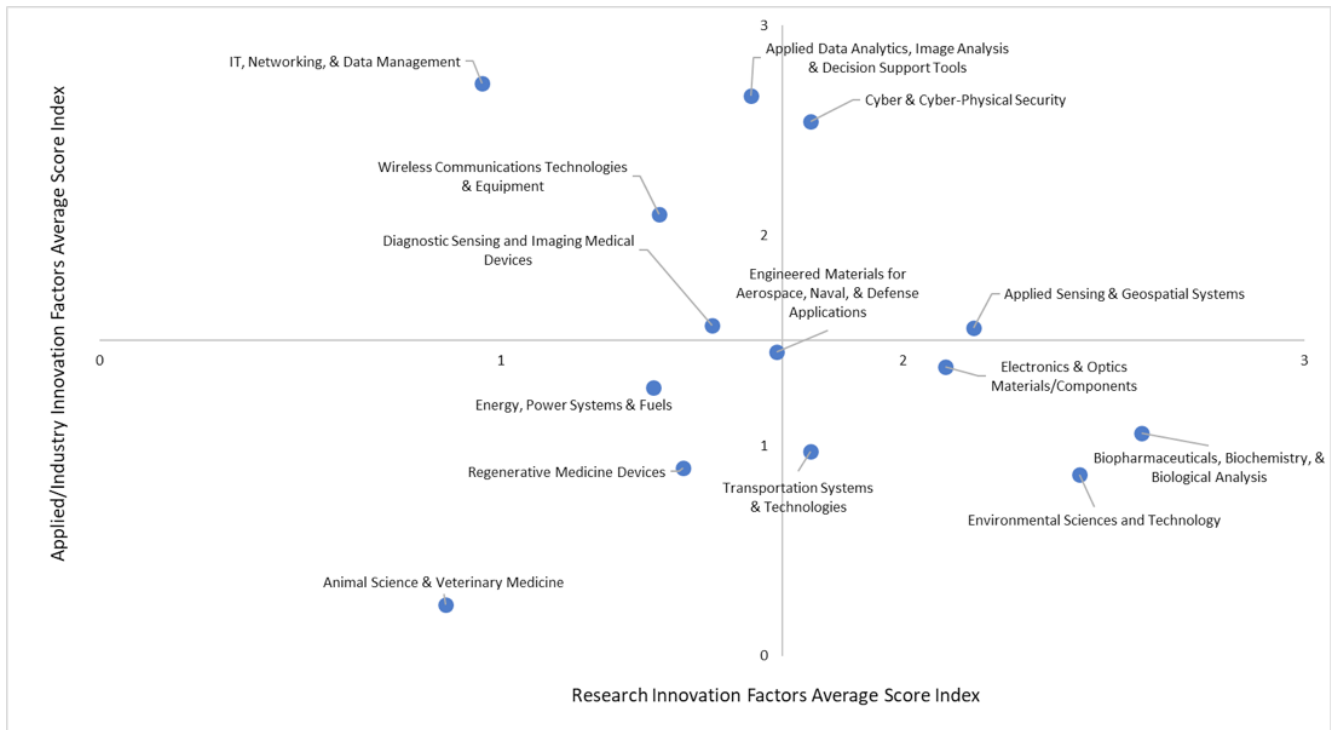 3
Applied Data Analytics, Image Analysis
& Decision Support Tools
IT, Networking, & Data Management
Cyber & Cyber-Physical Security
Wireless Communications Technologies
& Equipment
2
Diagnostic Sensing and Imaging Medical
Devices
Engineered Materials for
Aerospace, Naval, & Defense
Applications
Applied Sensing & Geospatial Systems
0
1
2
3
Electronics & Optics
Materials/Components
Energy, Power Systems & Fuels
1
Regenerative Medicine Devices
Transportation Systems
& Technologies
Biopharmaceuticals, Biochemistry, &
Biological Analysis
Environmental Sciences and Technology
Animal Science & Veterinary Medicine
0
Applied/Industry Innovation Factors Average Score Index
Research Innovation Factors Average Score Index